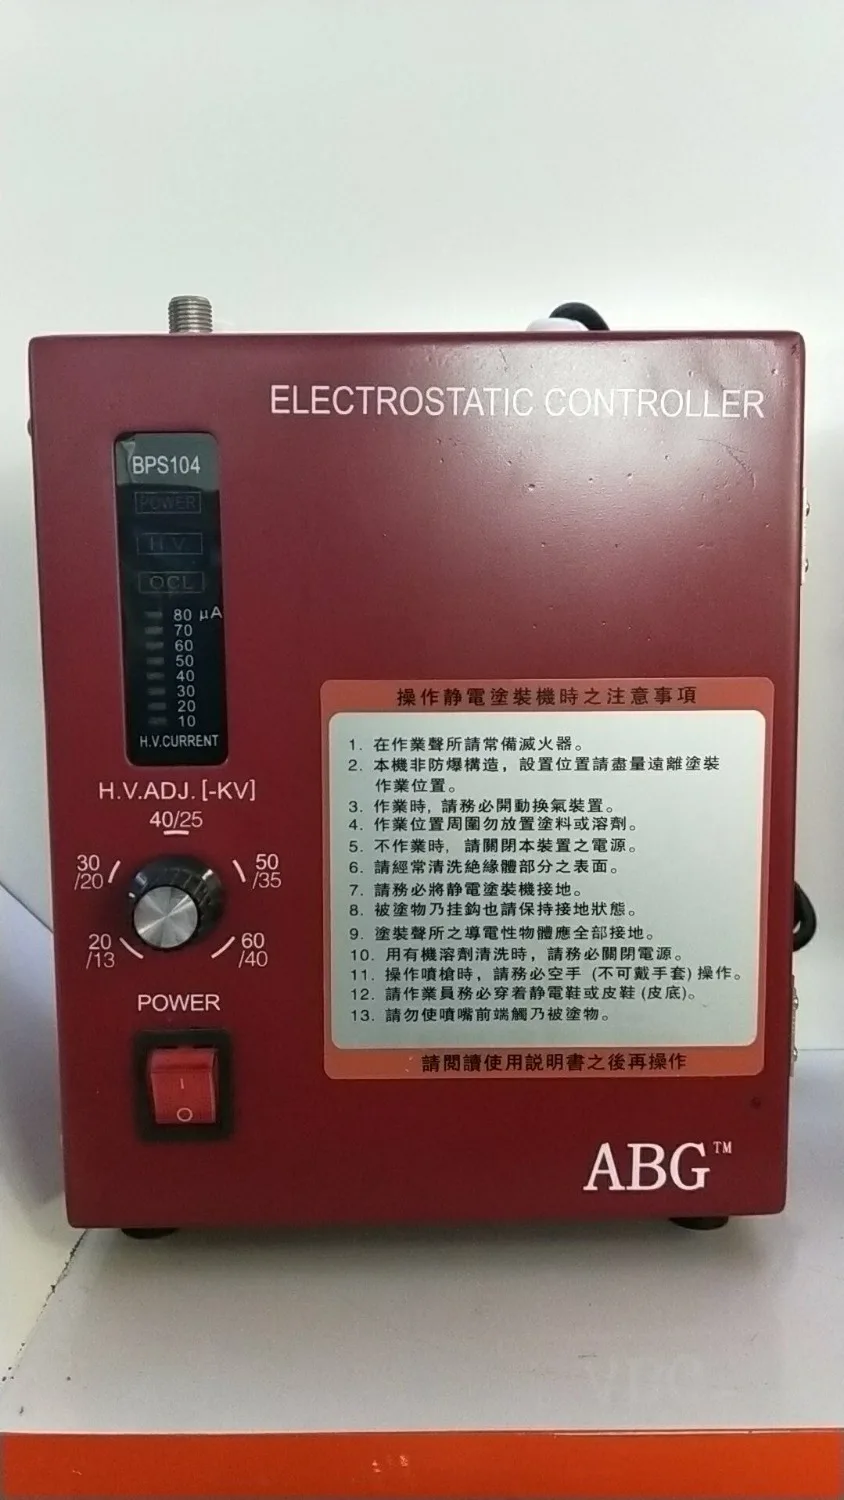 ELECTROSTATIC CONTROLLER
BPS104
POWER
H.V.
OCL
80 μA
70
60
50
40
30
20
10
H.V.CURRENT
H.V.ADJ.[-KV]
40/25
30
/20
50
/35
20
/13
60
/40
POWER
I
O
操作静電塗裝機時之注意事項
1. 在作業聲所請常備滅火器。
2. 本機非防爆構造，設置位置請盡量遠離塗裝
作業位置。
3. 作業時, 請務必開動换氣裝置。
4. 作業位置周圍勿放置塗料或溶劑。
5. 不作業時, 請關閉本裝置之電源。
6. 請經常清洗絶緣體部分之表面。
7. 請務必將静電塗裝機接地。
8. 被塗物乃挂鈎也請保持接地狀態。
9. 塗裝聲所之導電性物體應全部接地。
10. 用有機溶劑清洗時，請務必關閉電源。
11. 操作噴槍時，請務必空手 (不可戴手套) 操作。
12. 請作業員務必穿着静電鞋或皮鞋 (皮底)。
13. 請勿使噴嘴前端觸乃被塗物。
請閲讀使用説明書之後再操作
ABG™